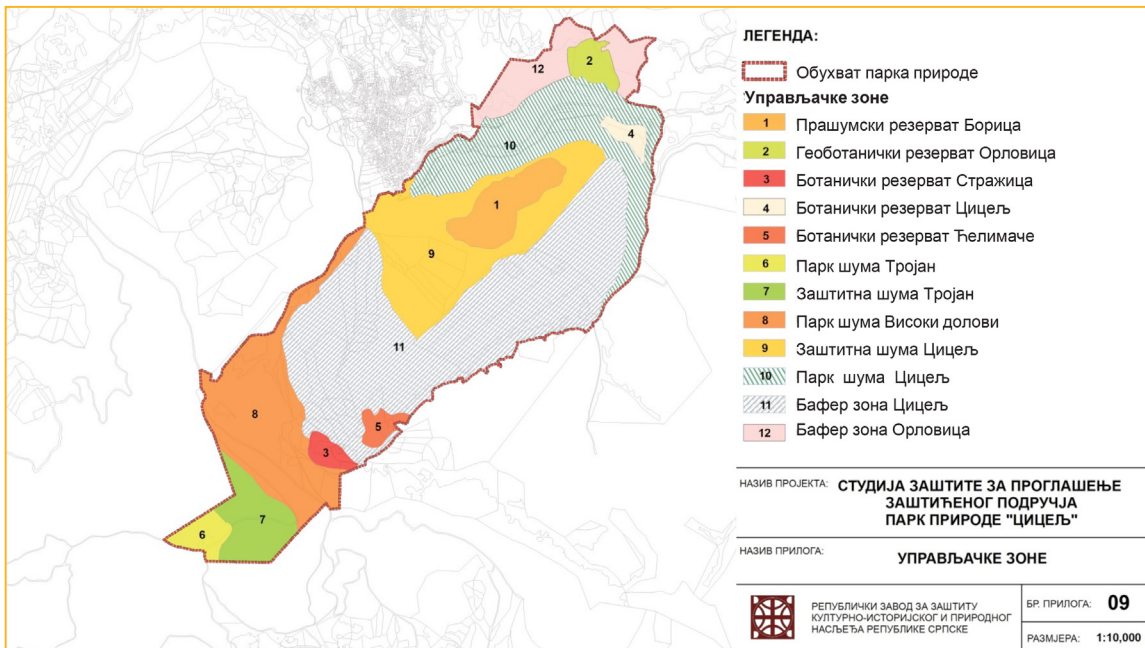 12
2
4
10
1
9
11
8
5
3
7
6
ЛЕГЕНДА:
Обухват парка природе
Управљачке зоне
1 Прашумски резерват Борица
2 Геоботанички резерват Орловица
3 Ботанички резерват Стражица
4 Ботанички резерват Цицељ
5 Ботанички резерват Ћелимаче
6 Парк шума Тројан
7 Заштитна шума Тројан
8 Парк шума Високи долови
9 Заштитна шума Цицељ
10 Парк шума Цицељ
11 Бафер зона Цицељ
12 Бафер зона Орловица
НАЗИВ ПРОЈЕКТА: СТУДИЈА ЗАШТИТЕ ЗА ПРОГЛАШЕЊЕ
ЗАШТИЋЕНОГ ПОДРУЧЈА
ПАРК ПРИРОДЕ "ЦИЦЕЉ"
НАЗИВ ПРИЛОГА: УПРАВЉАЧКЕ ЗОНЕ
РЕПУБЛИЧКИ ЗАВОД ЗА ЗАШТИТУ
КУЛТУРНО-ИСТОРИЈСКОГ И ПРИРОДНОГ
НАСЉЕЂА РЕПУБЛИКЕ СРПСКЕ
БР. ПРИЛОГА: 09
РАЗМЈЕРА: 1:10,000